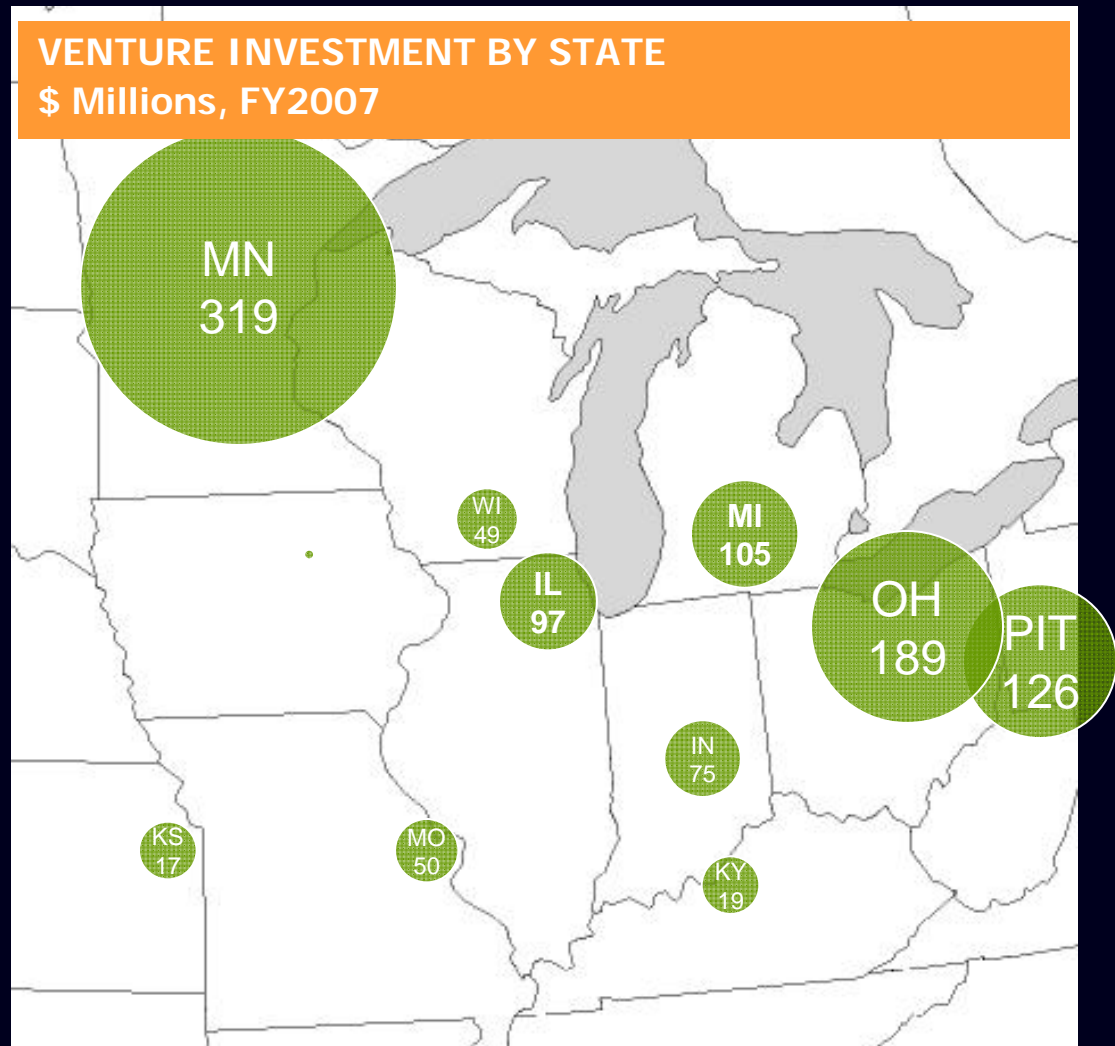 VENTURE INVESTMENT BY STATE
$ Millions, FY2007
MN
319
WI
49
IL
97
MI
105
OH
189
PIT
126
IN
75
KS
17
MO
50
KY
19